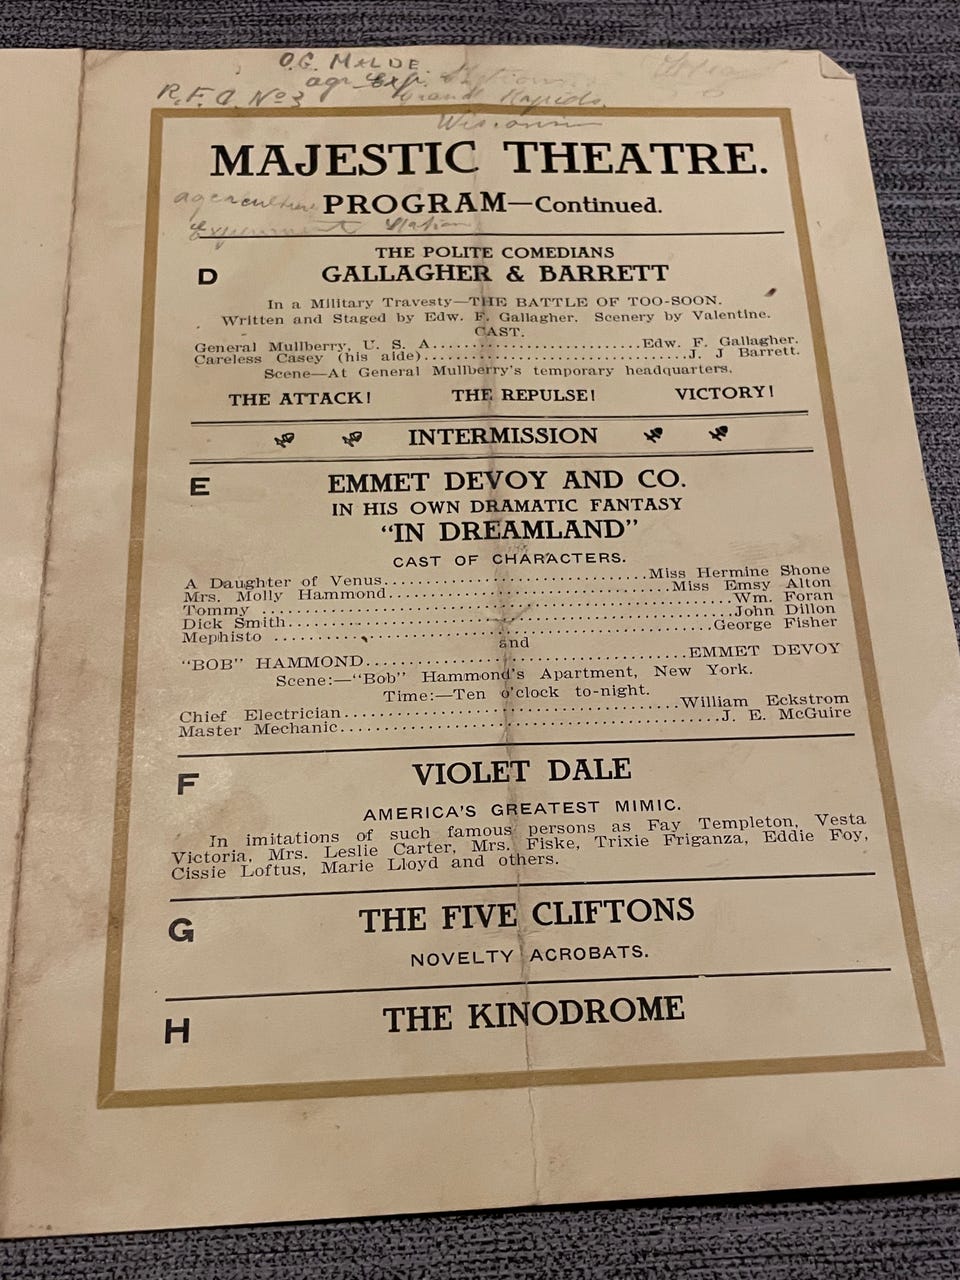 O.G. MALDE
agr. Exp. Station
R.F.D. No3 Grand Rapids.
Wisconsin
MAJESTIC THEATRE.
agriculture
PROGRAM—Continued.
Experiment Station
THE POLITE COMEDIANS
D GALLAGHER & BARRETT
In a Military Travesty—THE BATTLE OF TOO-SOON.
Written and Staged by Edw. F. Gallagher. Scenery by Valentine.
CAST.
General Mullberry, U. S. A..............................Edw. F. Gallagher.
Careless Casey (his aide)......................................J. J Barrett.
Scene—At General Mullberry's temporary headquarters.
THE ATTACK! THE REPULSE! VICTORY!
INTERMISSION
E EMMET DEVOY AND CO.
IN HIS OWN DRAMATIC FANTASY
"IN DREAMLAND"
CAST OF CHARACTERS.
A Daughter of Venus......................................Miss Hermine Shone
Mrs. Molly Hammond.......................................Miss Emsy Alton
Tommy ...........................................................Wm. Foran
Dick Smith.......................................................John Dillon
Mephisto ......................................................George Fisher
and
"BOB" HAMMOND..............................................EMMET DEVOY
Scene:—"Bob" Hammond's Apartment, New York.
Time:—Ten o'clock to-night.
Chief Electrician..........................................William Eckstrom
Master Mechanic................................................J. E. McGuire
F VIOLET DALE
AMERICA'S GREATEST MIMIC.
In imitations of such famous persons as Fay Templeton, Vesta
Victoria, Mrs. Leslie Carter, Mrs. Fiske, Trixie Friganza, Eddie Foy,
Cissie Loftus, Marie Lloyd and others.
G THE FIVE CLIFTONS
NOVELTY ACROBATS.
H THE KINODROME